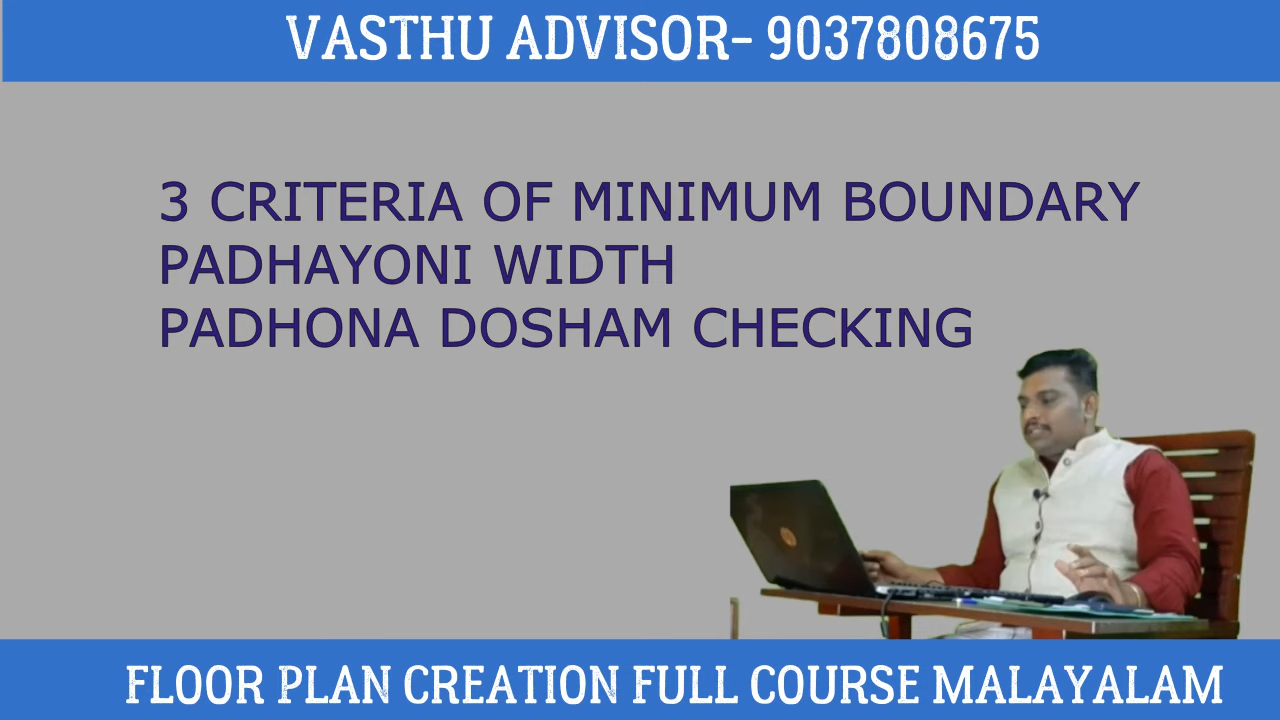 VASTHU ADVISOR- 9037808675
3 CRITERIA OF MINIMUM BOUNDARY
PADHAYONI WIDTH
PADHONA DOSHAM CHECKING
FLOOR PLAN CREATION FULL COURSE MALAYALAM